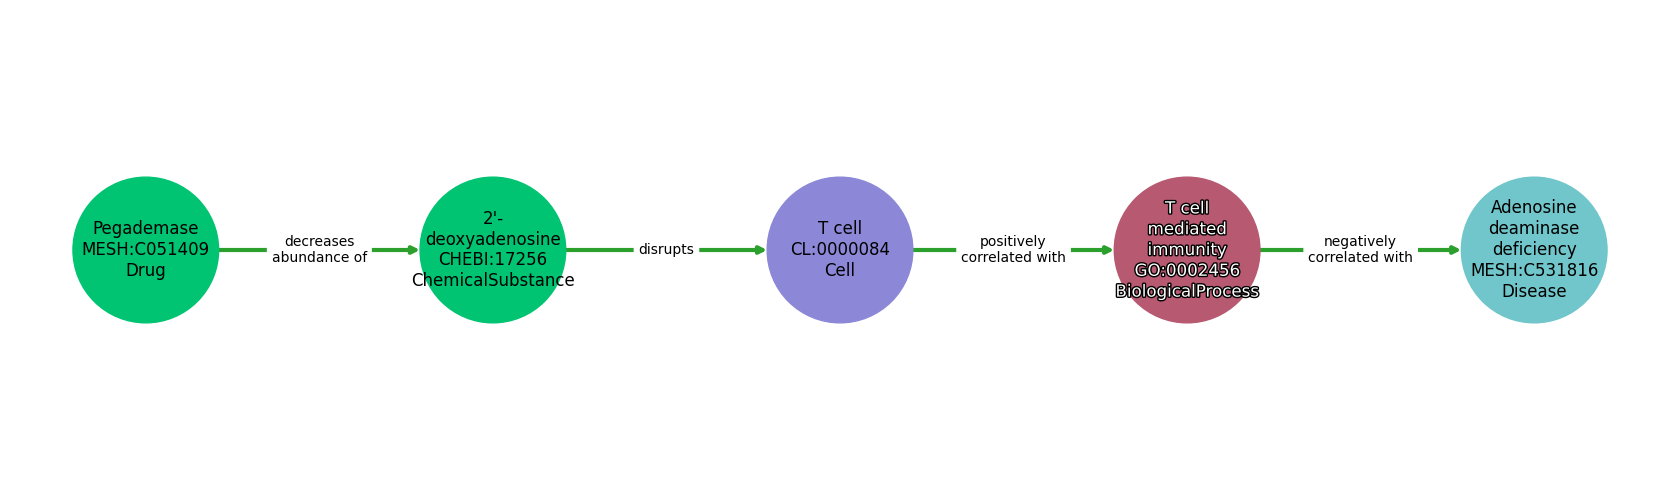 Pegademase
MESH:C051409
Drug
decreases
abundance of
2'-
deoxyadenosine
CHEBI:17256
ChemicalSubstance
disrupts
T cell
CL:0000084
Cell
positively
correlated with
T cell
mediated
immunity
GO:0002456
BiologicalProcess
negatively
correlated with
Adenosine
deaminase
deficiency
MESH:C531816
Disease